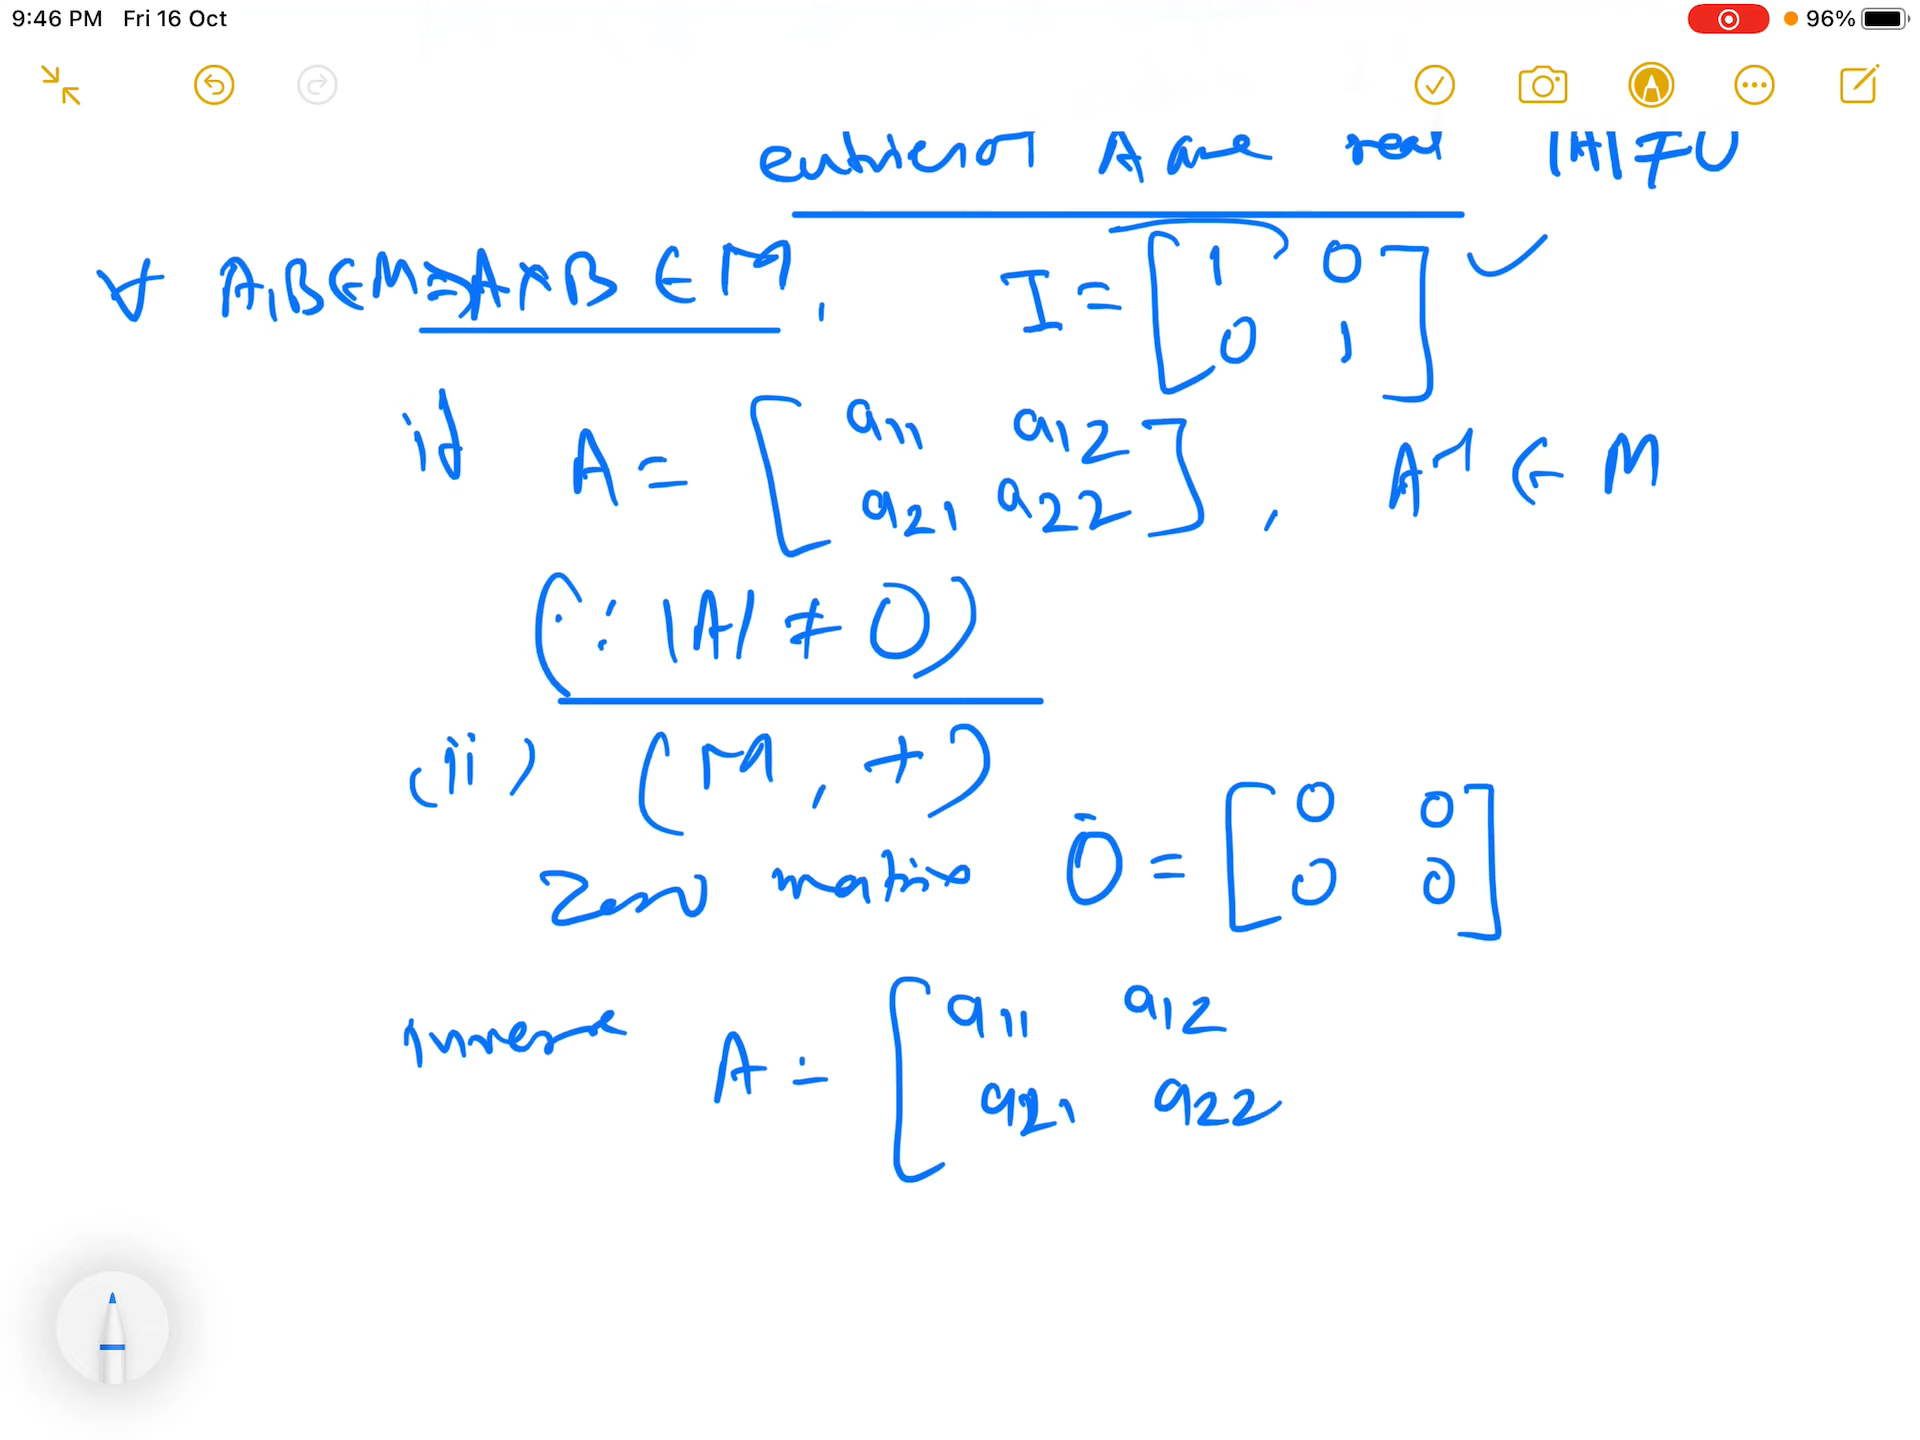 9:46 PM Fri 16 Oct 96%
entries of A are real |A| ≠ 0
∀ A,B ∈ M ⇒ A × B ∈ M, I = [1 0
0 1] ✓
if A = [a11 a12
a21 a22], A⁻¹ ∈ M
(∵ |A| ≠ 0)
(ii) (M, +)
Zero matrix O = [0 0
0 0]
inverse A = [a11 a12
a21 a22